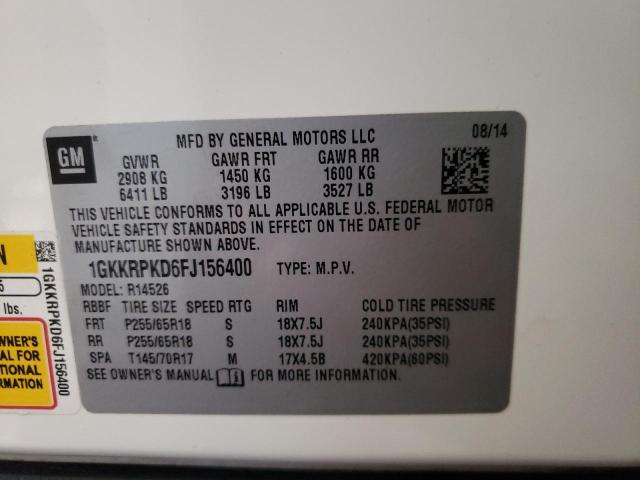 GM
MFD BY GENERAL MOTORS LLC 08/14
GVWR GAWR FRT GAWR RR
2908 KG 1450 KG 1600 KG
6411 LB 3196 LB 3527 LB
THIS VEHICLE CONFORMS TO ALL APPLICABLE U.S. FEDERAL MOTOR
VEHICLE SAFETY STANDARDS IN EFFECT ON THE DATE OF
MANUFACTURE SHOWN ABOVE.
1GKKRPKD6FJ156400 TYPE: M.P.V.
MODEL: R14526
RBBF TIRE SIZE SPEED RTG RIM COLD TIRE PRESSURE
FRT P255/65R18 S 18X7.5J 240KPA(35PSI)
RR P255/65R18 S 18X7.5J 240KPA(35PSI)
SPA T145/70R17 M 17X4.5B 420KPA(60PSI)
SEE OWNER'S MANUAL FOR MORE INFORMATION.
N
5
lbs.
OWNER'S
AL FOR
TIONAL
RMATION
1GKKRPKD6FJ156400